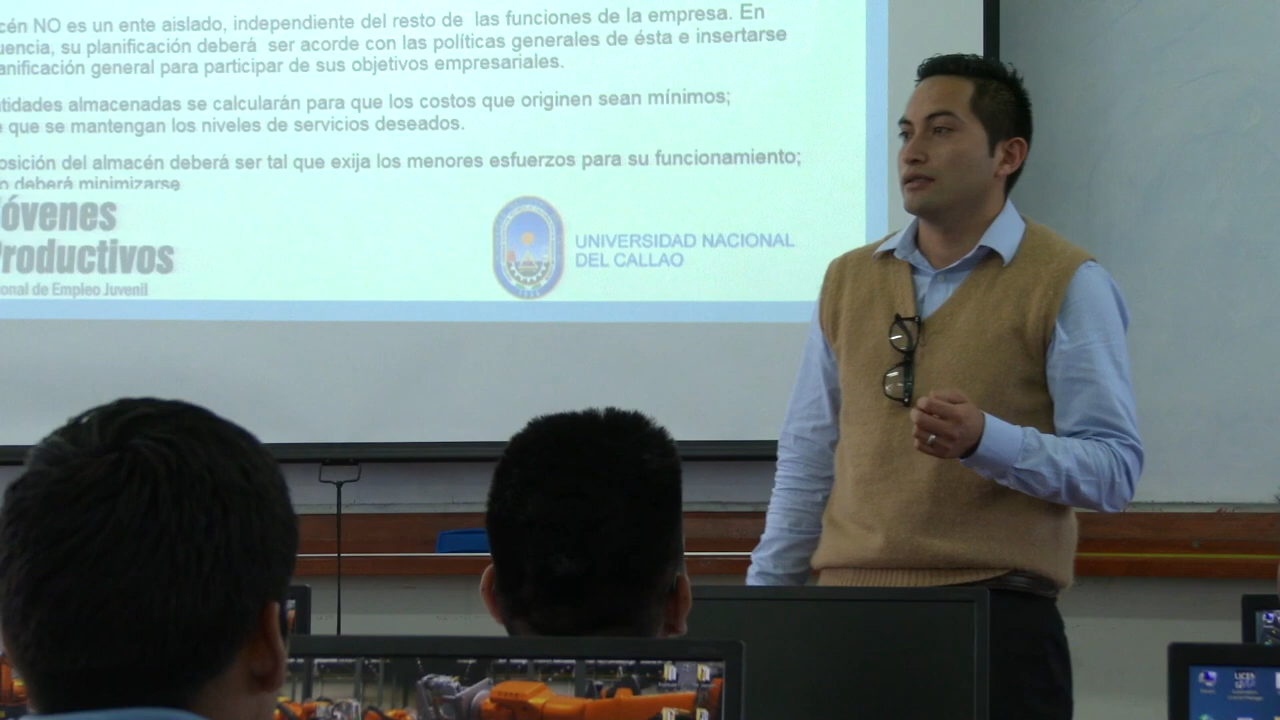 cén NO es un ente aislado, independiente del resto de las funciones de la empresa. En
uencia, su planificación deberá ser acorde con las políticas generales de ésta e insertarse
anificación general para participar de sus objetivos empresariales.
tidades almacenadas se calcularán para que los costos que originen sean mínimos;
que se mantengan los niveles de servicios deseados.
osición del almacén deberá ser tal que exija los menores esfuerzos para su funcionamiento;
o deberá minimizarse
óvenes
Productivos
onal de Empleo Juvenil
UNIVERSIDAD NACIONAL
DEL CALLAO